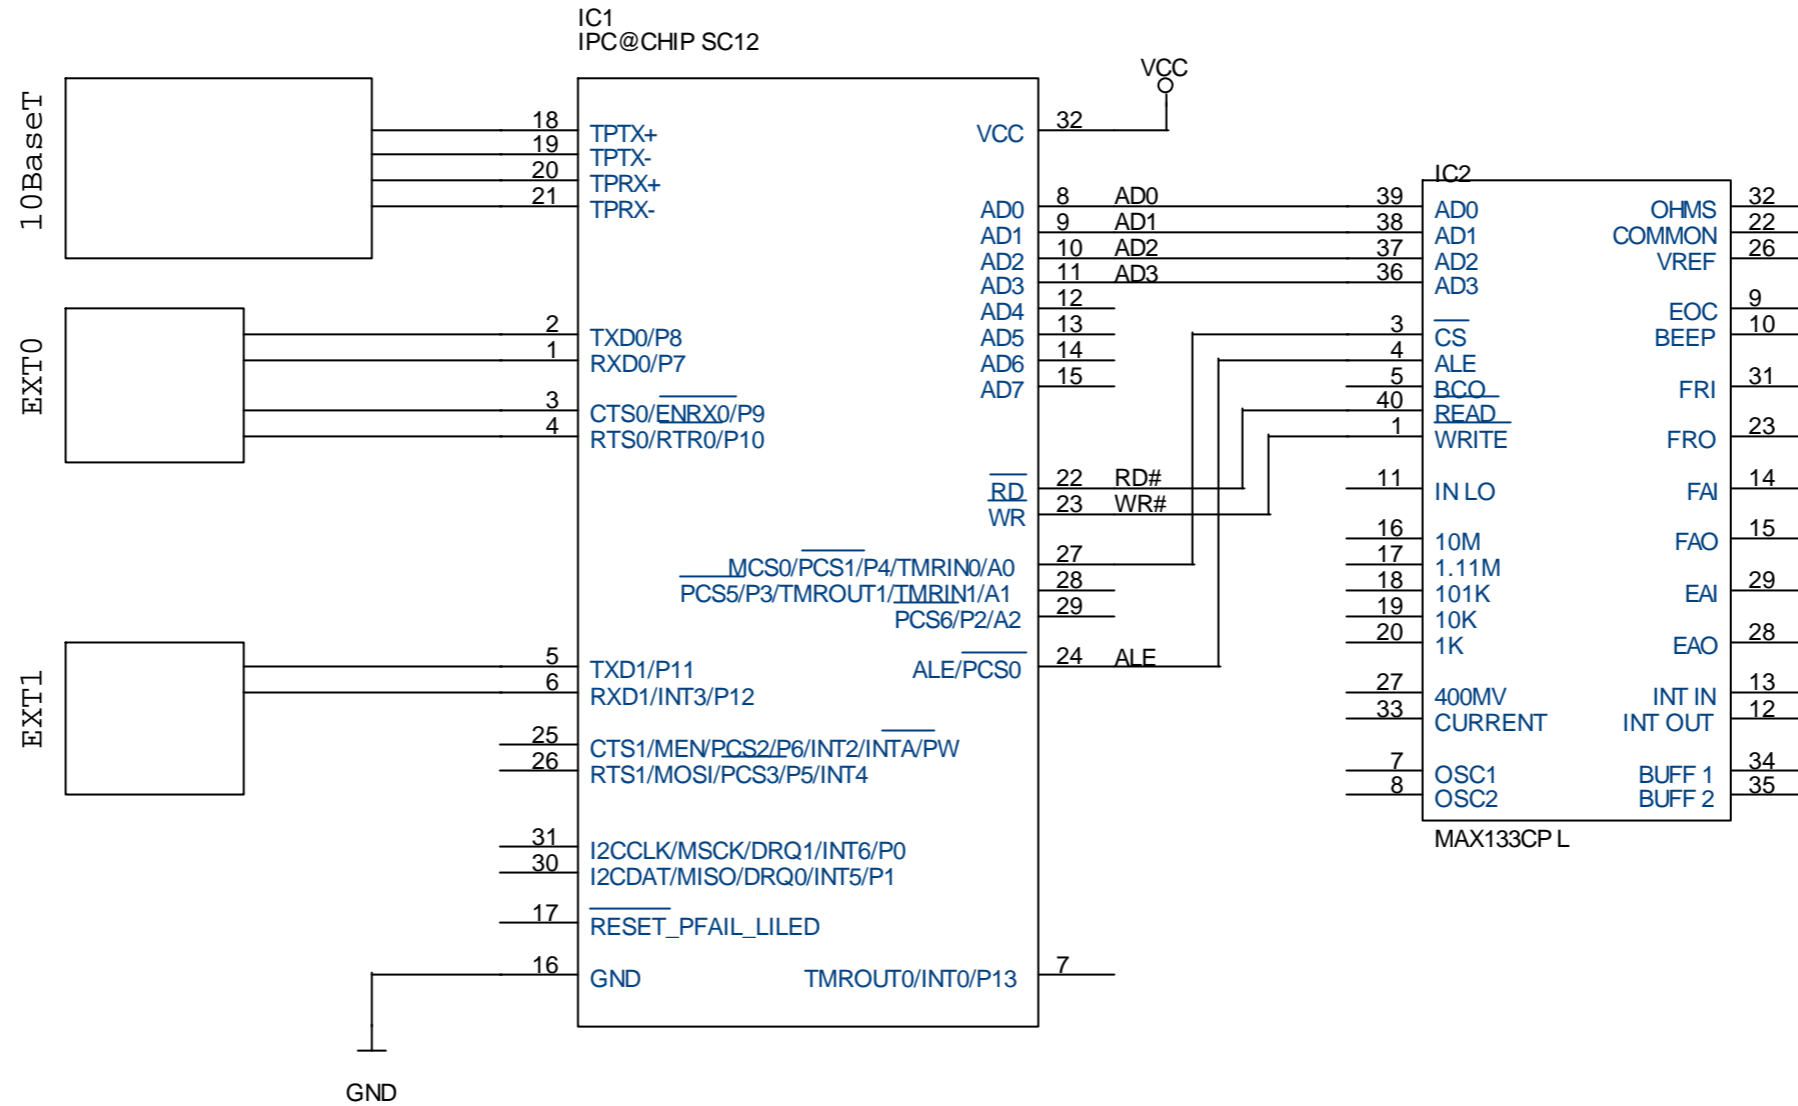 IC1
IPC@CHIP SC12
10BaseT
18 TPTX+
19 TPTX-
20 TPRX+
21 TPRX-
EXT0
2 TXD0/P8
1 RXD0/P7
3 CTS0/ENRX0/P9
4 RTS0/RTR0/P10
EXT1
5 TXD1/P11
6 RXD1/INT3/P12
25 CTS1/MEN/PCS2/P6/INT2/INTA/PW
26 RTS1/MOSI/PCS3/P5/INT4
31 I2CCLK/MSCK/DRQ1/INT6/P0
30 I2CDAT/MISO/DRQ0/INT5/P1
17 RESET_PFAIL_LILED
16 GND
GND
VCC
VCC 32
AD0 8 AD0
AD1 9 AD1
AD2 10 AD2
AD3 11 AD3
AD4 12
AD5 13
AD6 14
AD7 15
RD 22 RD#
WR 23 WR#
MCS0/PCS1/P4/TMRIN0/A0 27
PCS5/P3/TMROUT1/TMRIN1/A1 28
PCS6/P2/A2 29
ALE/PCS0 24 ALE
TMROUT0/INT0/P13 7
IC2
39 AD0
38 AD1
37 AD2
36 AD3
3 CS
4 ALE
5 BCO
40 READ
1 WRITE
11 IN LO
16 10M
17 1.11M
18 101K
19 10K
20 1K
27 400MV
33 CURRENT
7 OSC1
8 OSC2
OHMS 32
COMMON 22
VREF 26
EOC 9
BEEP 10
FRI 31
FRO 23
FAI 14
FAO 15
EAI 29
EAO 28
INT IN 13
INT OUT 12
BUFF 1 34
BUFF 2 35
MAX133CPL